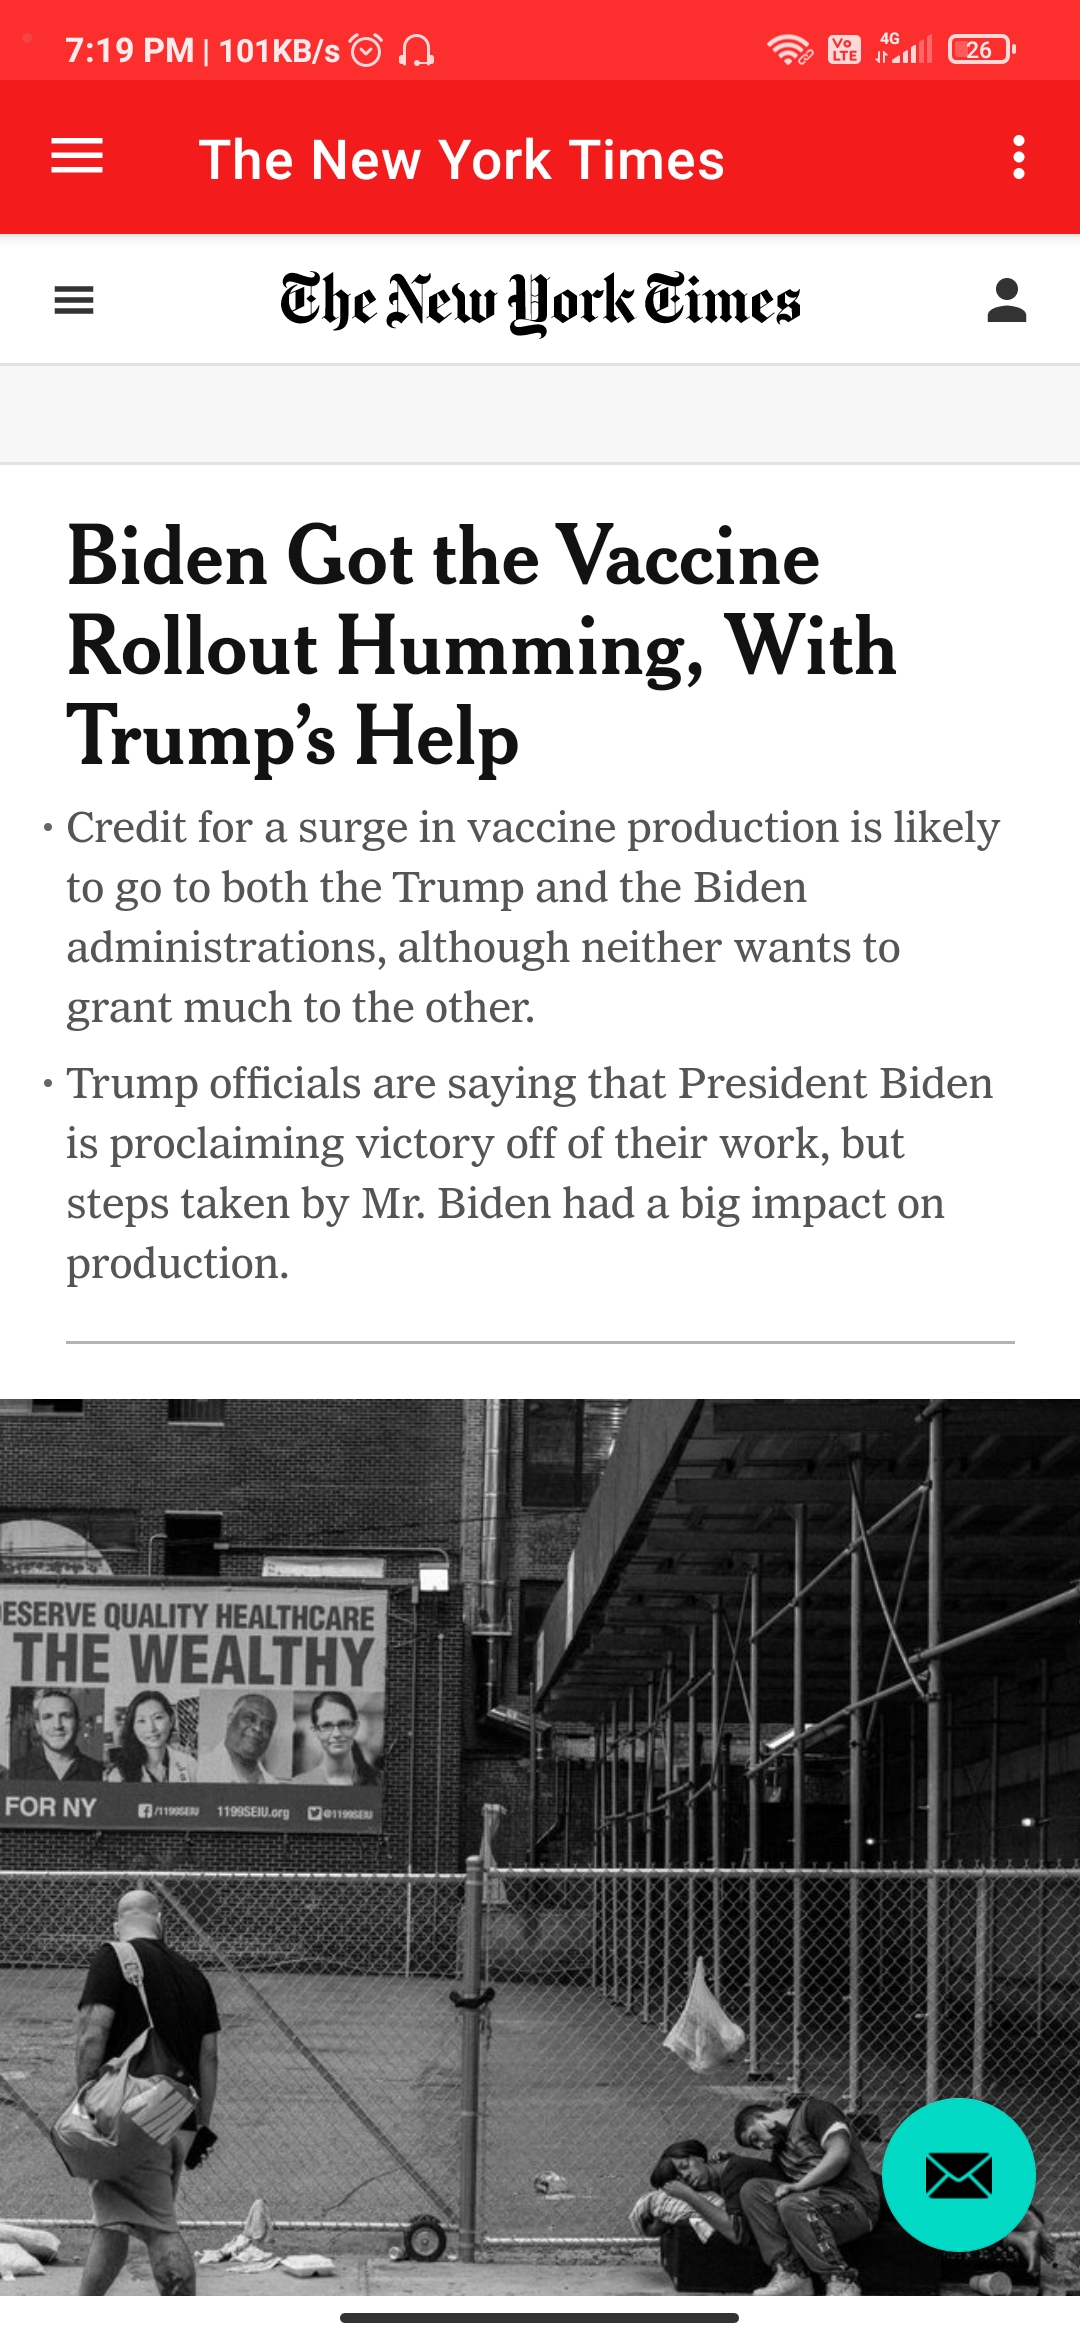 7:19 PM | 101KB/s
Vo LTE 4G 26
The New York Times
The New York Times
Biden Got the Vaccine
Rollout Humming, With
Trump’s Help
• Credit for a surge in vaccine production is likely
to go to both the Trump and the Biden
administrations, although neither wants to
grant much to the other.
• Trump officials are saying that President Biden
is proclaiming victory off of their work, but
steps taken by Mr. Biden had a big impact on
production.
DESERVE QUALITY HEALTHCARE
THE WEALTHY
FOR NY /1199SEIU 1199SEIU.org @1199SEIU